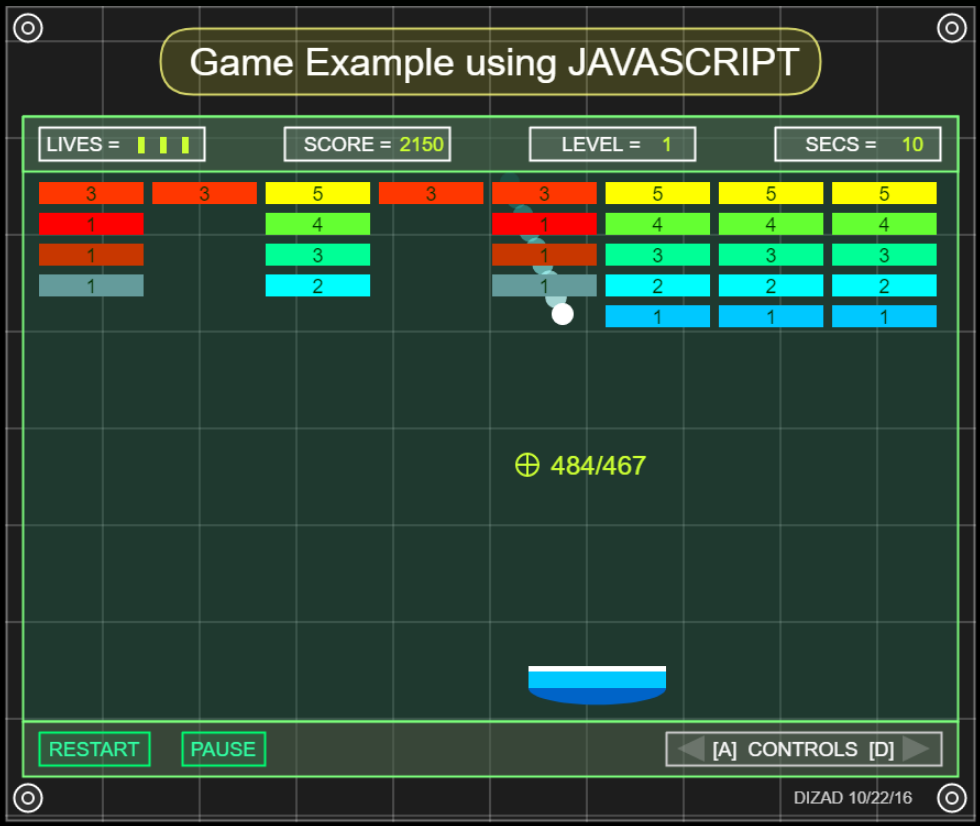 Game Example using JAVASCRIPT
LIVES = SCORE = 2150 LEVEL = 1 SECS = 10
3 3 5 3 3 5 5 5
1 4 1 4 4 4
1 3 1 3 3 3
1 2 1 2 2 2
1 1 1
484/467
RESTART PAUSE [A] CONTROLS [D]
DIZAD 10/22/16